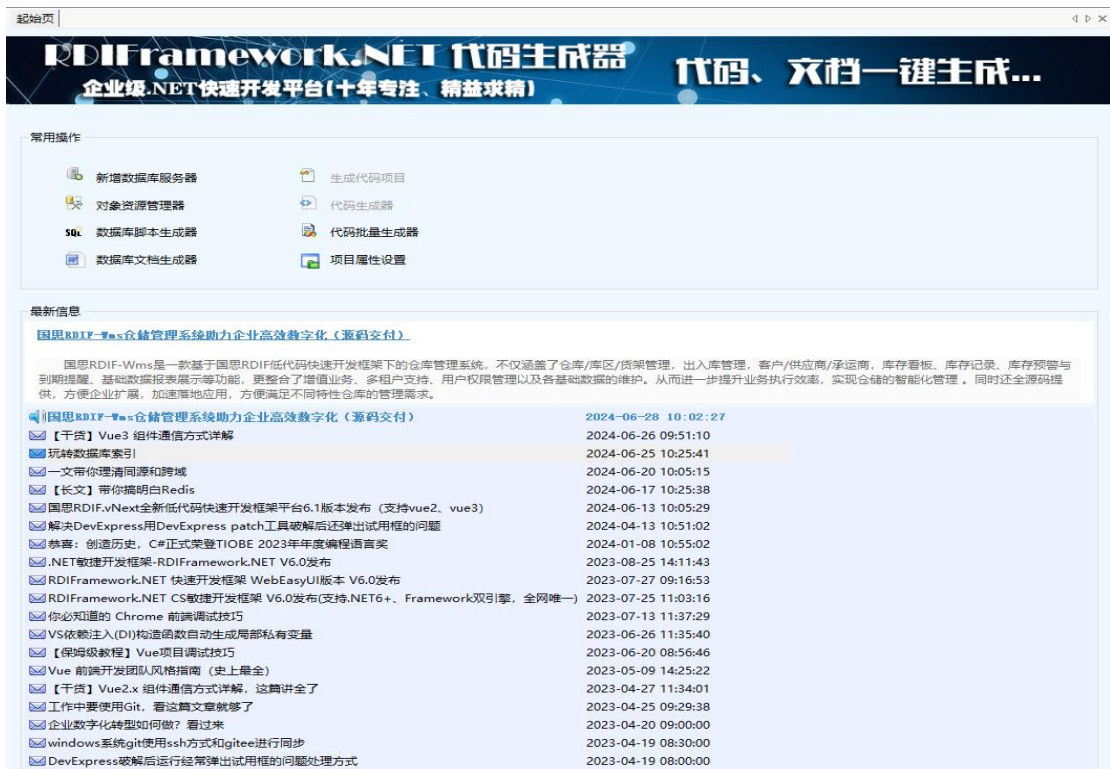 起始页
RDIFramework.NET 代码生成器
企业级.NET快速开发平台(十年专注、精益求精)
代码、文档一键生成...
常用操作
新增数据库服务器
生成代码项目
对象资源管理器
代码生成器
SQL 数据库脚本生成器
代码批量生成器
数据库文档生成器
项目属性设置
最新信息
国思RDIF-Wms仓储管理系统助力企业高效数字化(源码交付)
国思RDIF-Wms是一款基于国思RDIF低代码快速开发框架下的仓库管理系统，不仅涵盖了仓库/库区/货架管理，出入库管理，客户/供应商/承运商，库存看板、库存记录、库存预警与
到期提醒、基础数据报表展示等功能，更整合了增值业务、多租户支持、用户权限管理以及各基础数据的维护。从而进一步提升业务执行效率，实现仓储的智能化管理 。同时还全源码提
供，方便企业扩展，加速落地应用，方便满足不同特性仓库的管理需求。
国思RDIF-Wms仓储管理系统助力企业高效数字化(源码交付) 2024-06-28 10:02:27
【干货】Vue3 组件通信方式详解 2024-06-26 09:51:10
玩转数据库索引 2024-06-25 10:25:41
一文带你理清同源和跨域 2024-06-20 10:05:15
【长文】带你搞明白Redis 2024-06-17 10:25:38
国思RDIF.vNext全新低代码快速开发框架平台6.1版本发布（支持vue2、vue3） 2024-06-13 10:05:29
解决DevExpress用DevExpress patch工具破解后还弹出试用框的问题 2024-04-13 10:51:02
恭喜：创造历史，C#正式荣登TIOBE 2023年年度编程语言奖 2024-01-08 10:55:02
.NET敏捷开发框架-RDIFramework.NET V6.0发布 2023-08-25 14:11:43
RDIFramework.NET 快速开发框架 WebEasyUI版本 V6.0发布 2023-07-27 09:16:53
RDIFramework.NET CS敏捷开发框架 V6.0发布(支持.NET6+、Framework双引擎，全网唯一) 2023-07-25 11:03:16
你必知道的 Chrome 前端调试技巧 2023-07-13 11:37:29
VS依赖注入(DI)构造函数自动生成局部私有变量 2023-06-26 11:35:40
【保姆级教程】Vue项目调试技巧 2023-06-20 08:56:46
Vue 前端开发团队风格指南（史上最全） 2023-05-09 14:25:22
【干货】Vue2.x 组件通信方式详解，这篇讲全了 2023-04-27 11:34:01
工作中要使用Git，看这篇文章就够了 2023-04-25 09:29:38
企业数字化转型如何做？看过来 2023-04-20 09:00:00
windows系统git使用ssh方式和gitee进行同步 2023-04-19 08:30:00
DevExpress破解后运行经常弹出试用框的问题处理方式 2023-04-19 08:00:00